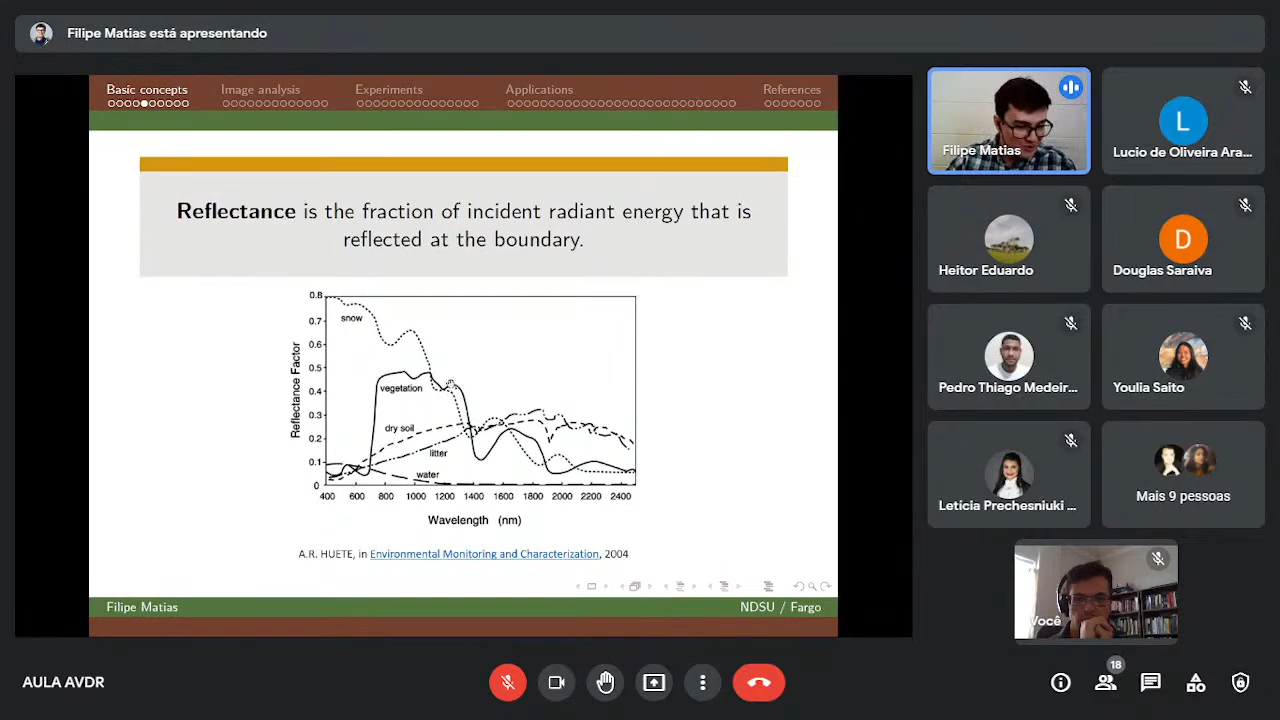 Filipe Matias está apresentando
Basic concepts
Image analysis
Experiments
Applications
References
Reflectance is the fraction of incident radiant energy that is
reflected at the boundary.
0.8
0.7
0.6
0.5
0.4
0.3
0.2
0.1
0
Reflectance Factor
snow
vegetation
dry soil
litter
water
400 600 800 1000 1200 1400 1600 1800 2000 2200 2400
Wavelength (nm)
A.R. HUETE, in Environmental Monitoring and Characterization, 2004
Filipe Matias
NDSU / Fargo
Filipe Matias
L
Lucio de Oliveira Ara...
Heitor Eduardo
D
Douglas Saraiva
Pedro Thiago Medeir...
Youlia Saito
Letícia Prechesniuki ...
Mais 9 pessoas
Você
AULA AVDR
18